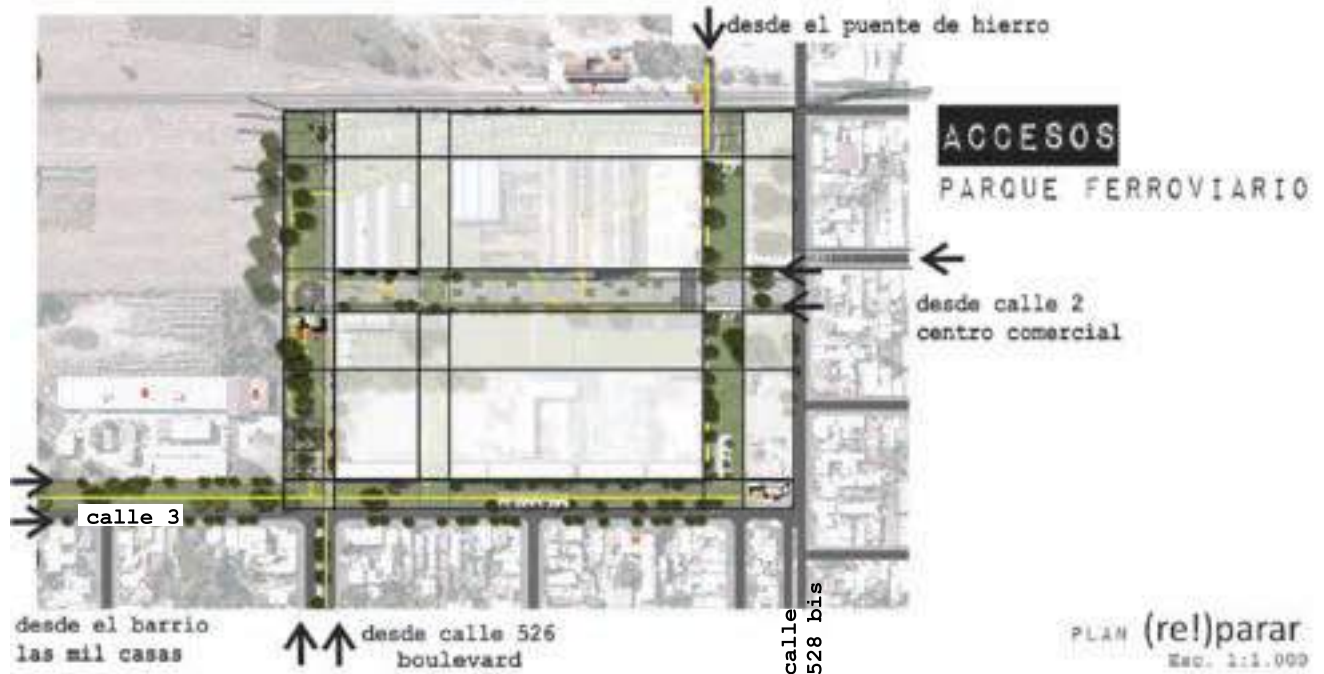 desde el puente de hierro
ACCESOS
PARQUE FERROVIARIO
desde calle 2
centro comercial
calle 3
desde el barrio
las mil casas
desde calle 526
boulevard
calle
528 bis
PLAN (re!)parar
Esc. 1:1.000